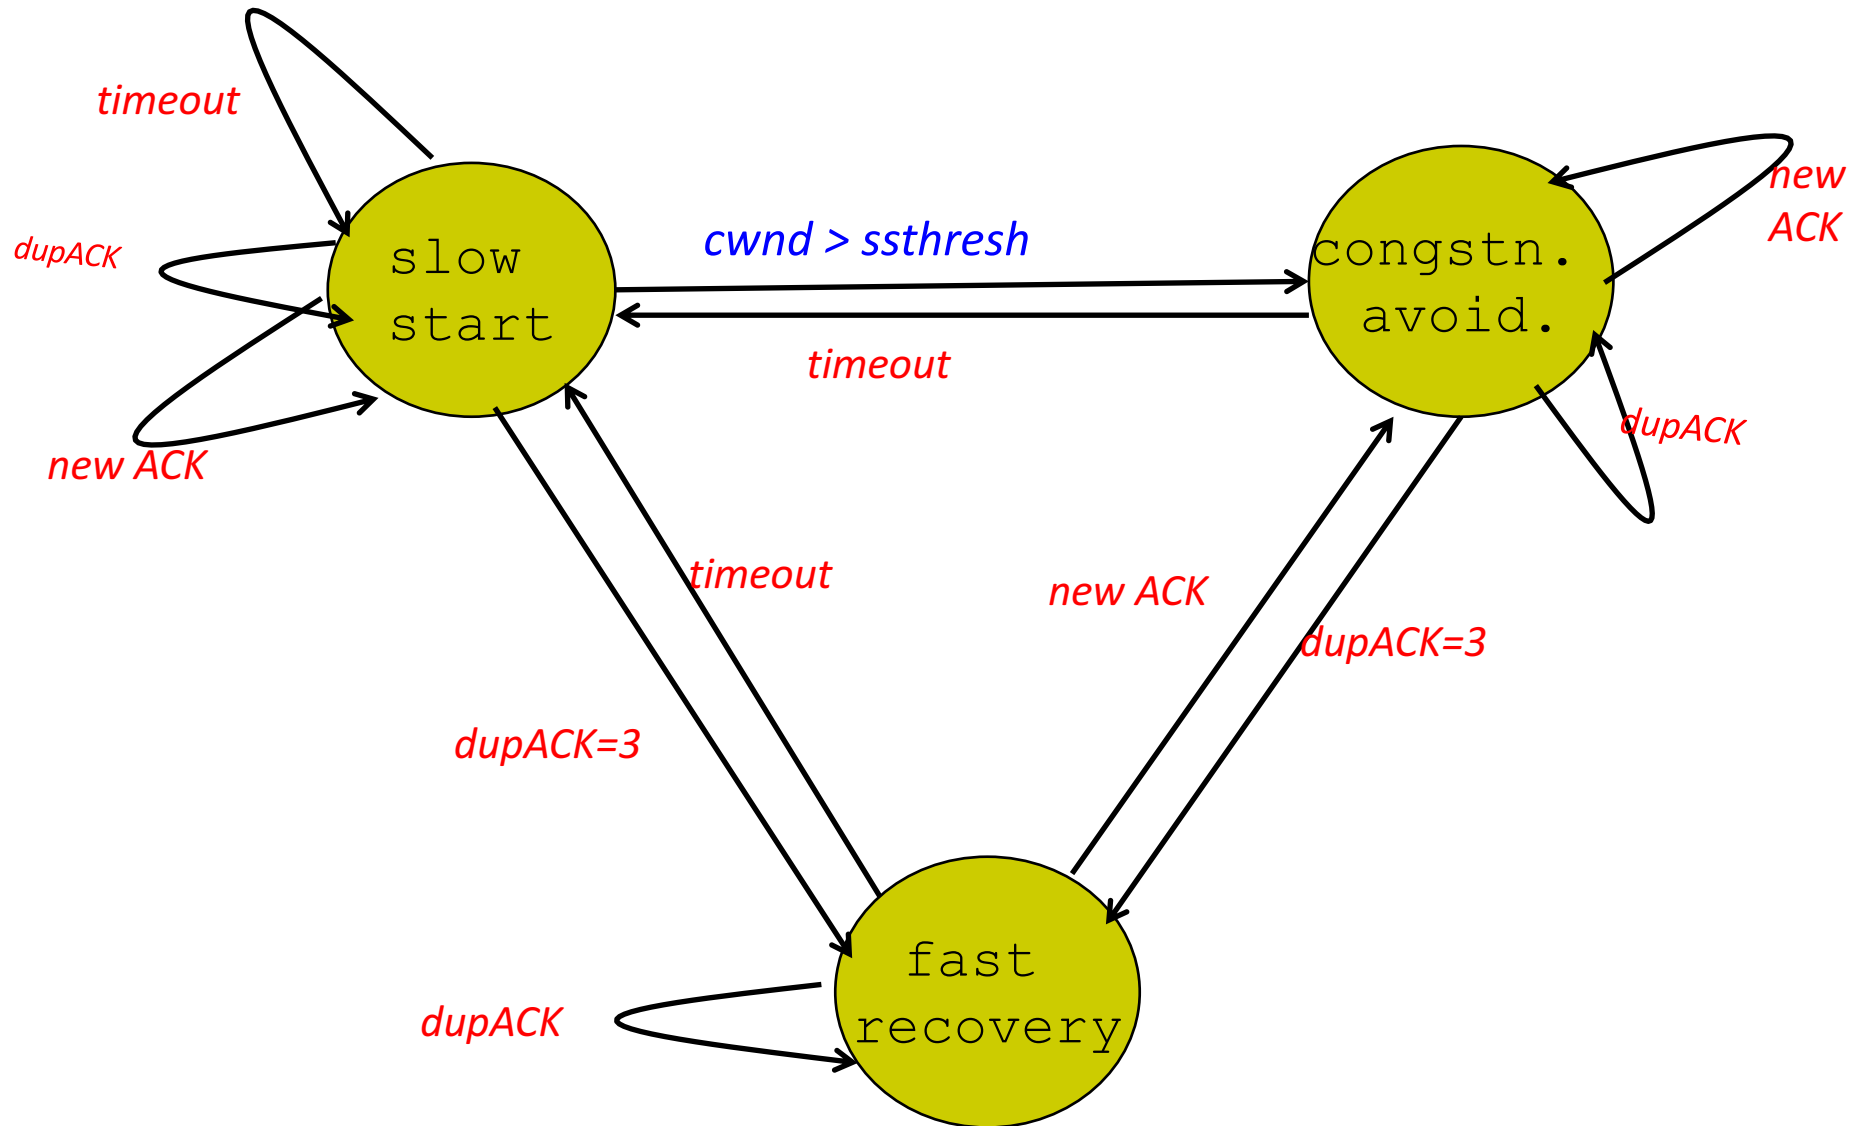 timeout
dupACK
slow
start
new ACK
cwnd > ssthresh
timeout
congstn.
avoid.
new
ACK
dupACK
timeout
new ACK
dupACK=3
dupACK=3
fast
recovery
dupACK